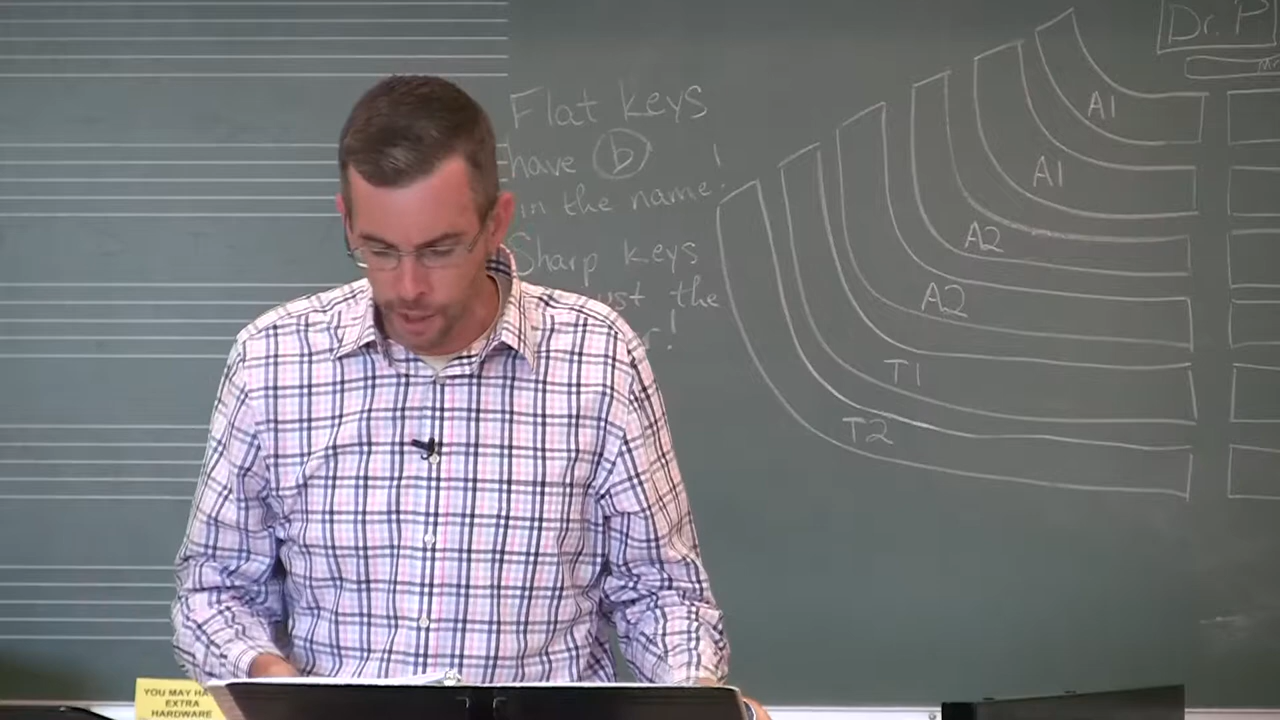 Flat keys
have b !
in the name.
Sharp keys
the
Dr. P
A1
A1
A2
A2
T1
T2
YOU MAY HA
EXTRA
HARDWARE